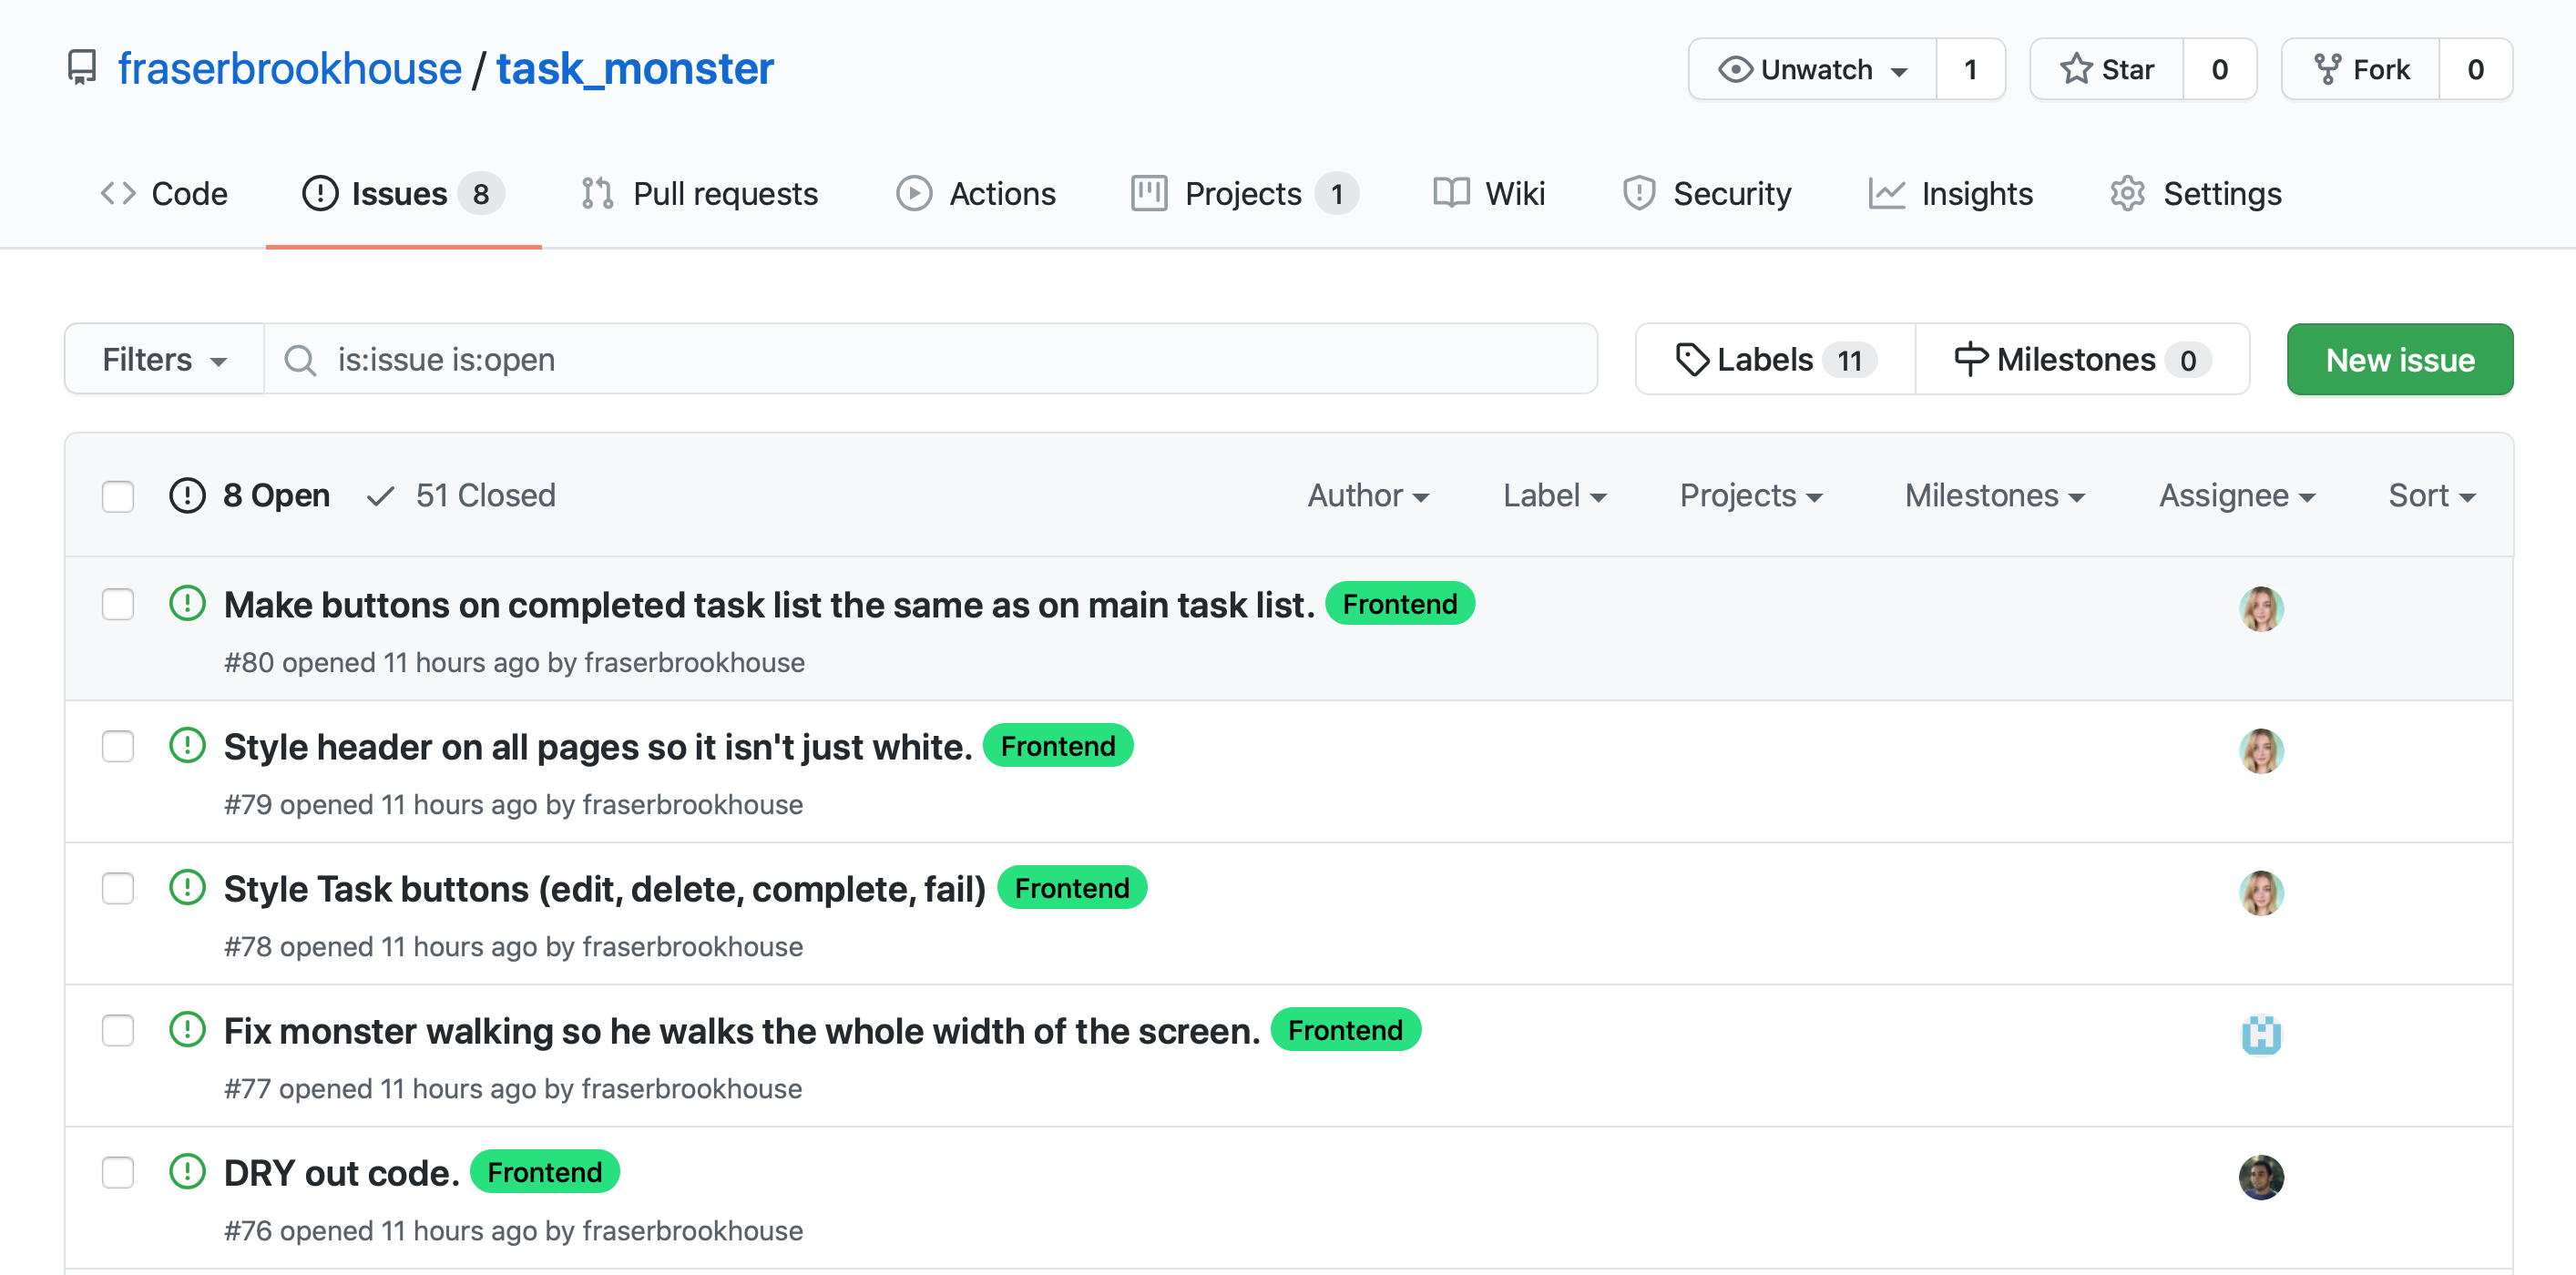 fraserbrookhouse / task_monster
Unwatch 1 Star 0 Fork 0
Code Issues 8 Pull requests Actions Projects 1 Wiki Security Insights Settings
Filters is:issue is:open Labels 11 Milestones 0 New issue
8 Open 51 Closed Author Label Projects Milestones Assignee Sort
Make buttons on completed task list the same as on main task list. Frontend
#80 opened 11 hours ago by fraserbrookhouse
Style header on all pages so it isn't just white. Frontend
#79 opened 11 hours ago by fraserbrookhouse
Style Task buttons (edit, delete, complete, fail) Frontend
#78 opened 11 hours ago by fraserbrookhouse
Fix monster walking so he walks the whole width of the screen. Frontend
#77 opened 11 hours ago by fraserbrookhouse
DRY out code. Frontend
#76 opened 11 hours ago by fraserbrookhouse